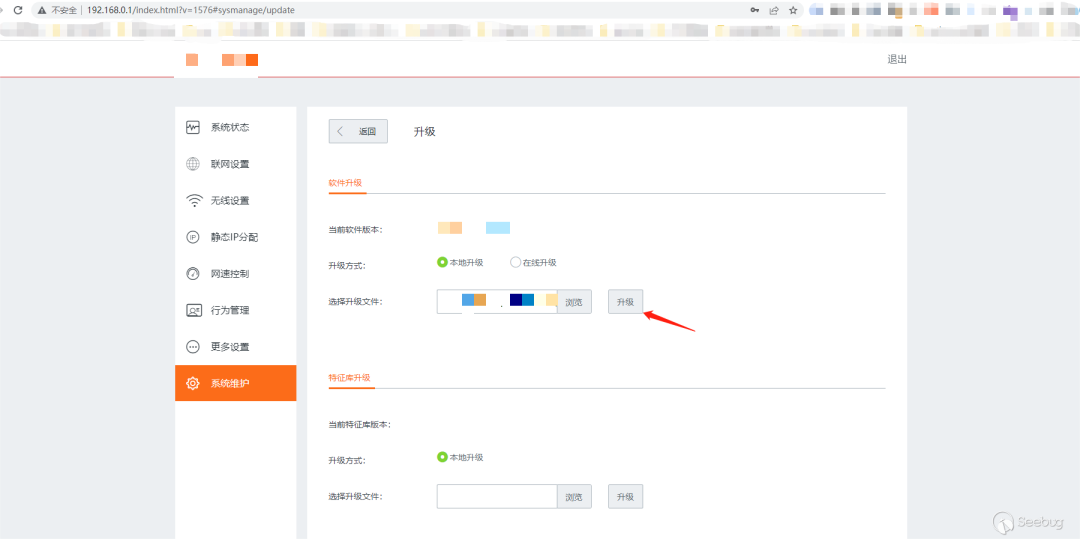 不安全 192.168.0.1/index.html?v=1576#sysmanage/update
退出
系统状态
联网设置
无线设置
IP 静态IP分配
网速控制
行为管理
更多设置
系统维护
返回 升级
软件升级
当前软件版本：
升级方式： 本地升级 在线升级
选择升级文件： 浏览 升级
特征库升级
当前特征库版本：
升级方式： 本地升级
选择升级文件： 浏览 升级
Seebug